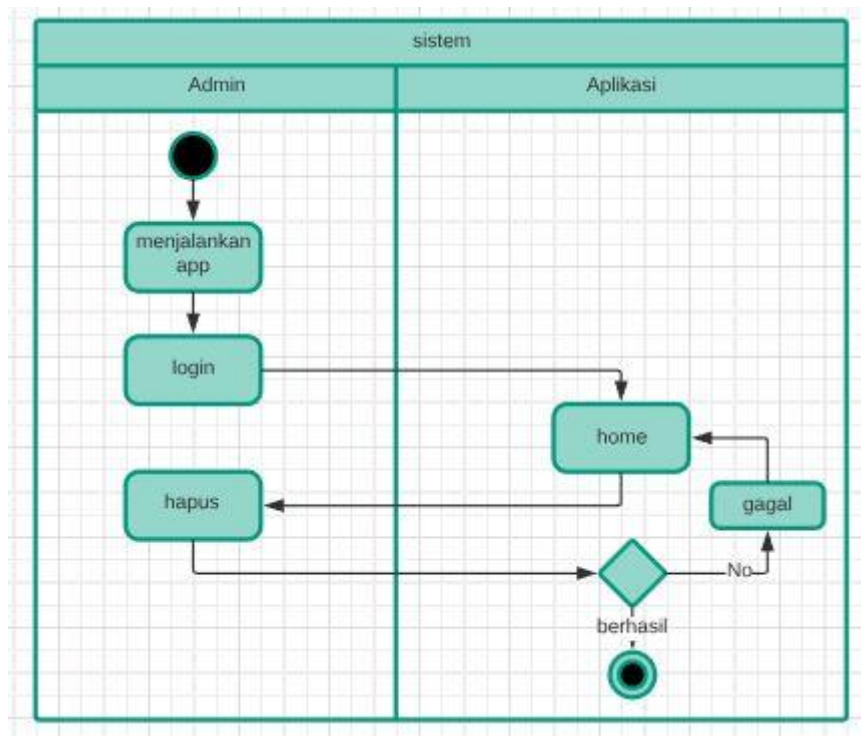 sistem
Admin
Aplikasi
menjalankan
app
login
home
hapus
gagal
No
berhasil